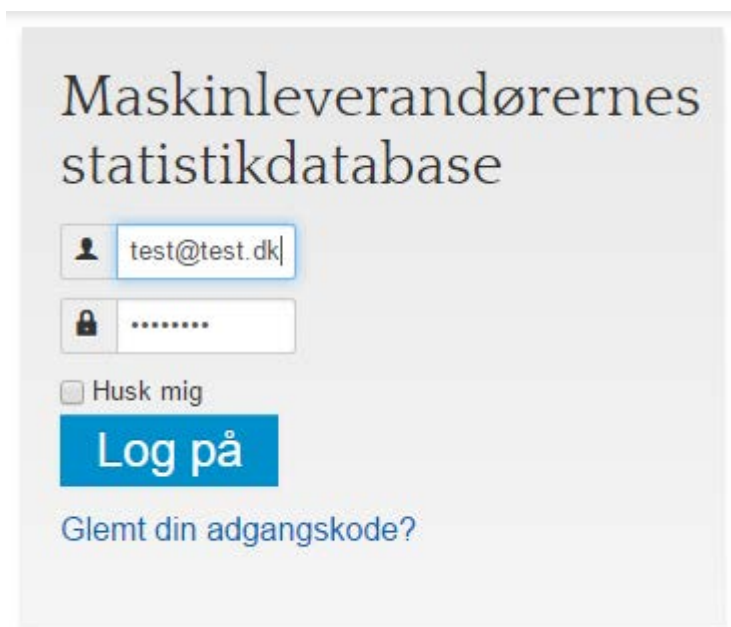 Maskinleverandørernes
statistikdatabase
test@test.dk
••••••••
Husk mig
Log på
Glemt din adgangskode?